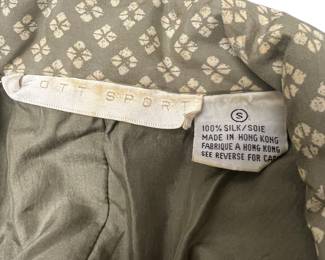 OTT SPORT
S
100% SILK/SOIE
MADE IN HONG KONG
FABRIQUE A HONG KONG
SEE REVERSE FOR CARE